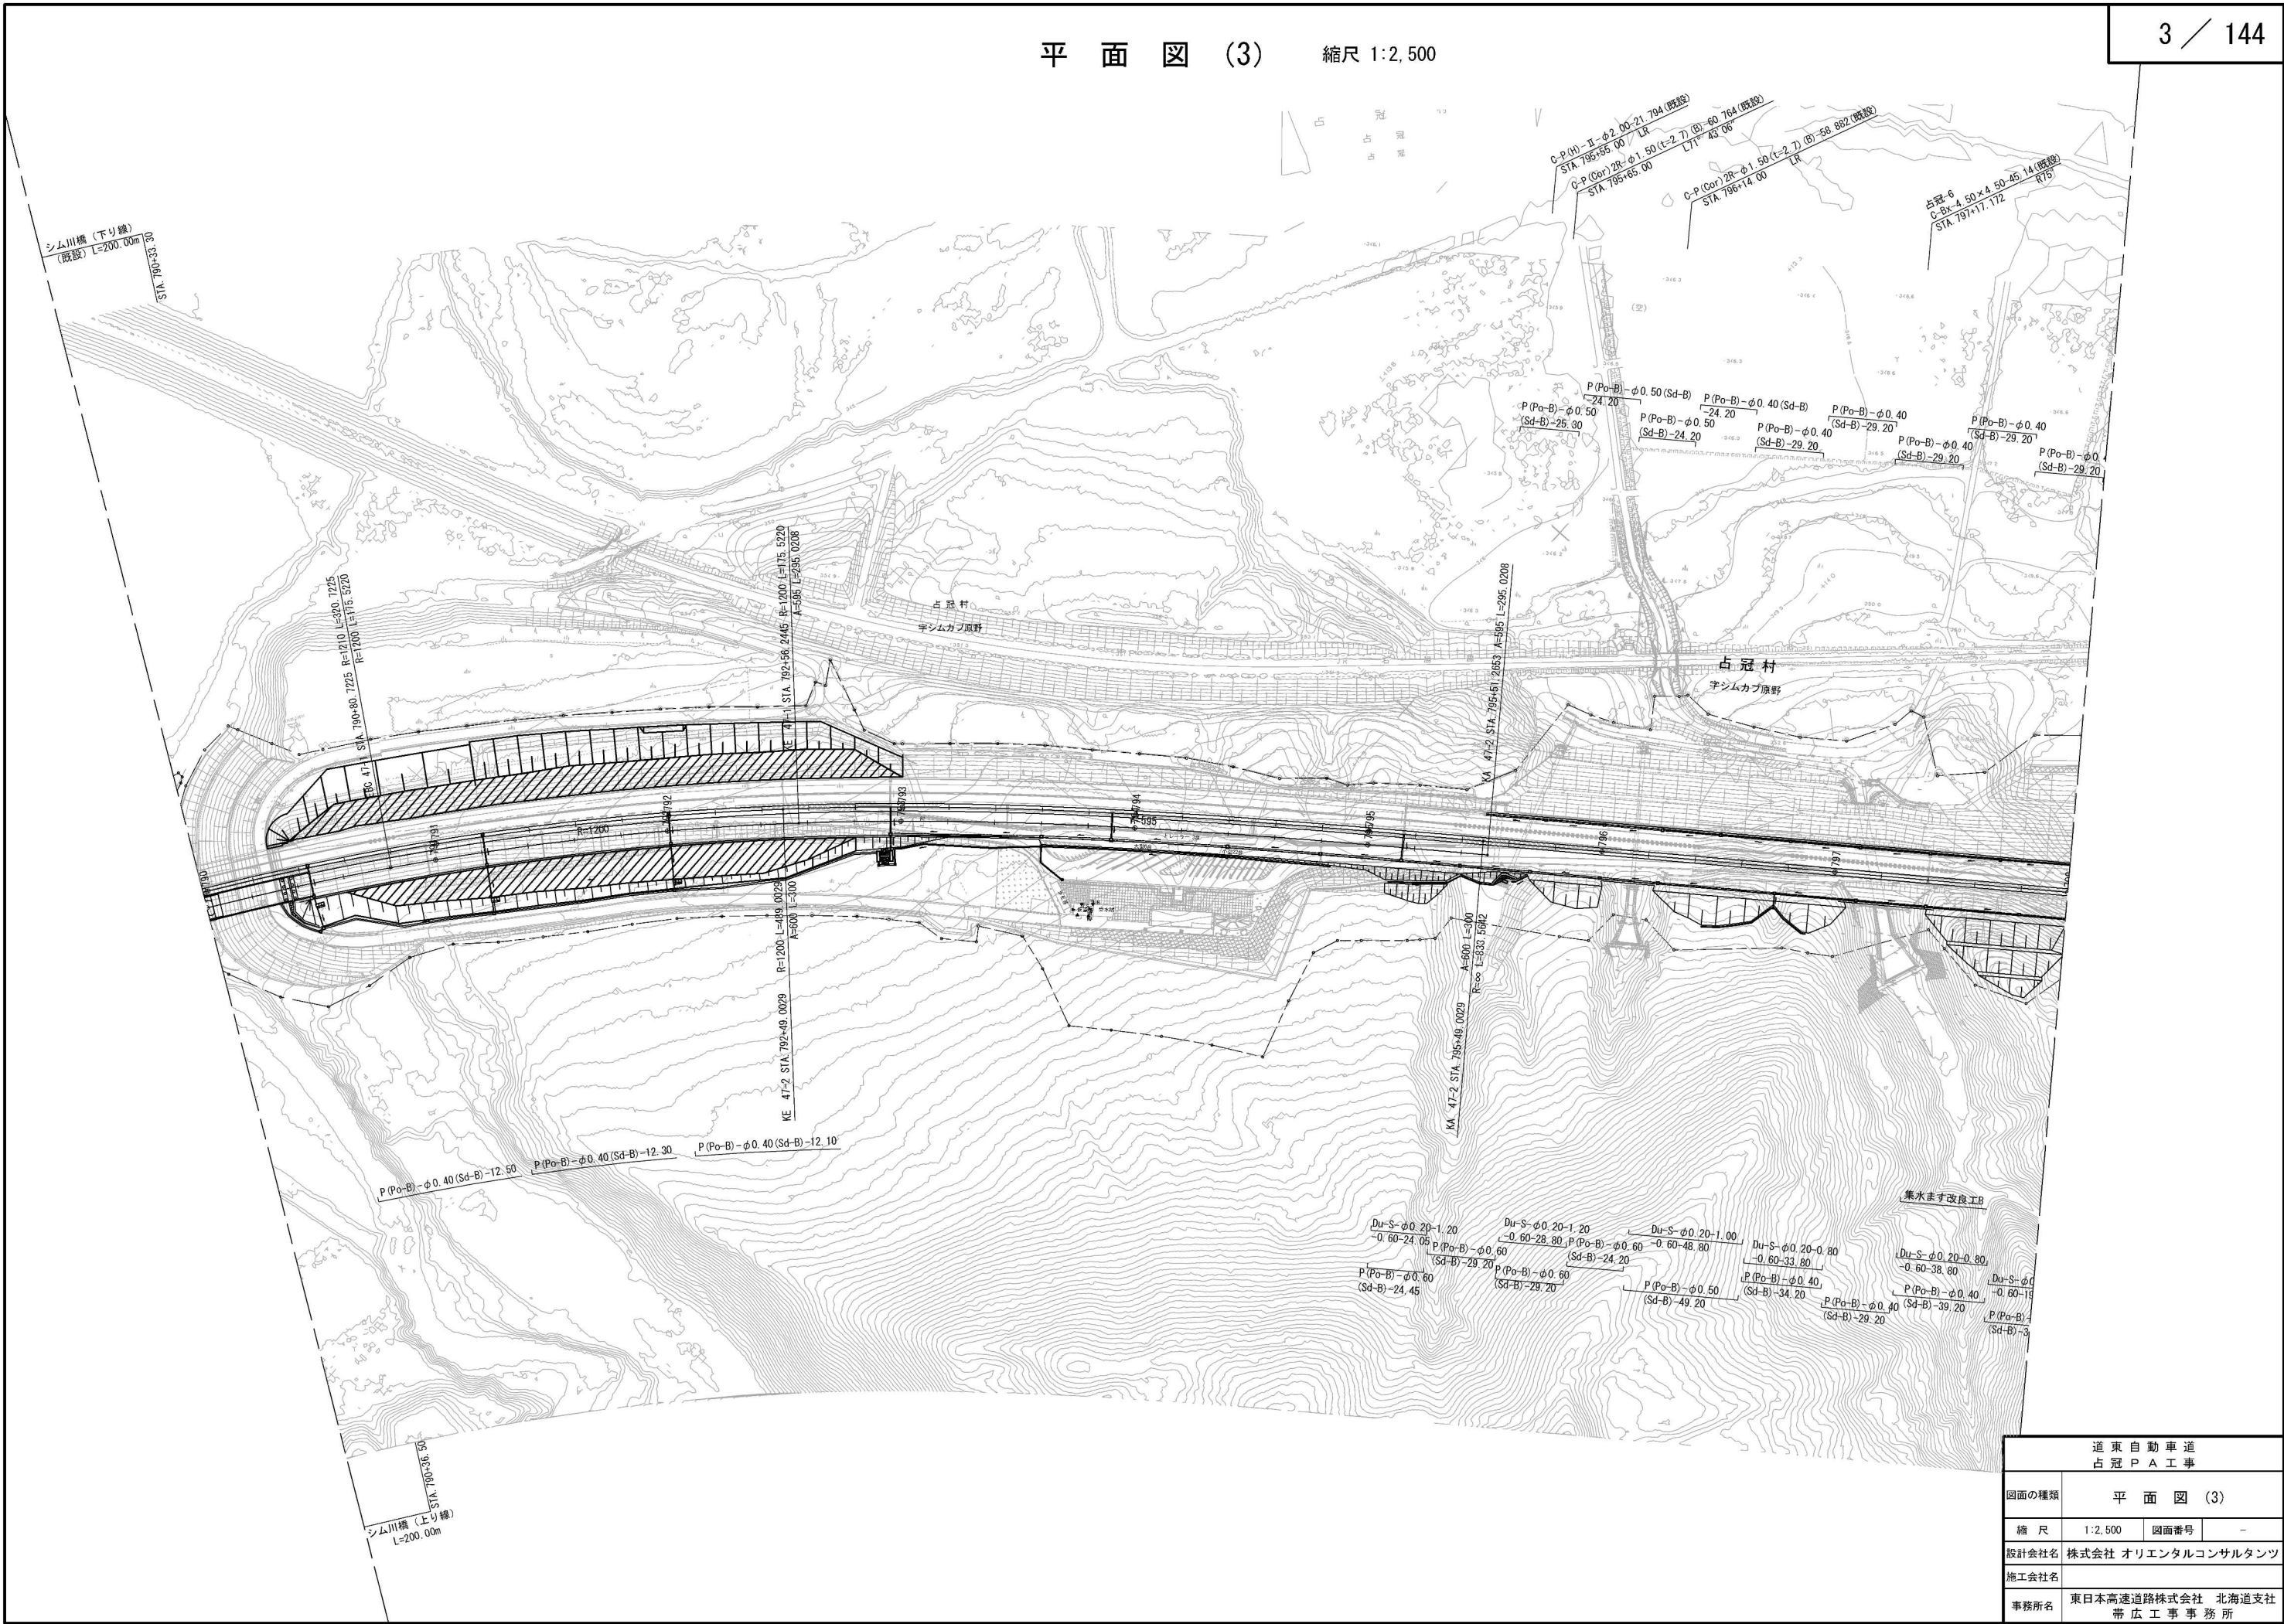 3 / 144
平 面 図 (3) 縮尺 1:2,500
シム川橋 (下り線)
(既設) L=200.00m
STA.790+33.30
C-P(H)-Ⅱ-φ2.00-21.794(既設)
STA.795+55.00 LR
C-P(Cor)2R-φ1.50(t=2.7)(B)-60.764(既設)
STA.795+65.00 L71° 43′06″
C-P(Cor)2R-φ1.50(t=2.7)(B)-58.882(既設)
STA.796+14.00 LR
占冠-6
C-Bx-4.50×4.50-45.14(既設)
STA.797+17.172 R75°
P(Po-B)-φ0.50
(Sd-B)-25.30
P(Po-B)-φ0.50(Sd-B)
-24.20
P(Po-B)-φ0.50
(Sd-B)-24.20
P(Po-B)-φ0.40(Sd-B)
-24.20
P(Po-B)-φ0.40
(Sd-B)-29.20
P(Po-B)-φ0.40
(Sd-B)-29.20
P(Po-B)-φ0.40
(Sd-B)-29.20
P(Po-B)-φ0.40
(Sd-B)-29.20
P(Po-B)-φ0.
(Sd-B)-29.20
47-1 STA.790+80.7225 R=1210 L=320.7225
R=1200 L=175.5220
KE 47-1 STA.792+56.2445 R=1200 L=175.5220
A=595 L=295.0208
KA 47-2 STA.795+51.2653 A=595 L=295.0208
占冠村
字シムカプ原野
占冠村
字シムカプ原野
R=1200
792
793
794
795
796
797
KE 47-2 STA.792+49.0029 R=1200 L=489.0029
A=600 L=300
KA 47-2 STA.795+49.0029 A=600 L=300
R=∞ L=833.5642
P(Po-B)-φ0.40(Sd-B)-12.50
P(Po-B)-φ0.40(Sd-B)-12.30
P(Po-B)-φ0.40(Sd-B)-12.10
集水ます改良工B
Du-S-φ0.20-1.20
-0.60-24.05
P(Po-B)-φ0.60
(Sd-B)-24.45
P(Po-B)-φ0.60
(Sd-B)-29.20
Du-S-φ0.20-1.20
-0.60-28.80
P(Po-B)-φ0.60
(Sd-B)-29.20
P(Po-B)-φ0.60
(Sd-B)-24.20
Du-S-φ0.20-1.00
-0.60-48.80
P(Po-B)-φ0.50
(Sd-B)-49.20
Du-S-φ0.20-0.80
-0.60-33.80
P(Po-B)-φ0.40
(Sd-B)-34.20
P(Po-B)-φ0.40
(Sd-B)-29.20
Du-S-φ0.20-0.80
-0.60-38.80
P(Po-B)-φ0.40
(Sd-B)-39.20
Du-S-φ0
-0.60-19
P(Po-B)-
(Sd-B)-3
STA.790+36.50
シム川橋 (上り線)
L=200.00m
道東自動車道
占冠PA工事
図面の種類 平 面 図 (3)
縮 尺 1:2,500 図面番号 -
設計会社名 株式会社 オリエンタルコンサルタンツ
施工会社名
事務所名 東日本高速道路株式会社 北海道支社
帯広工事事務所